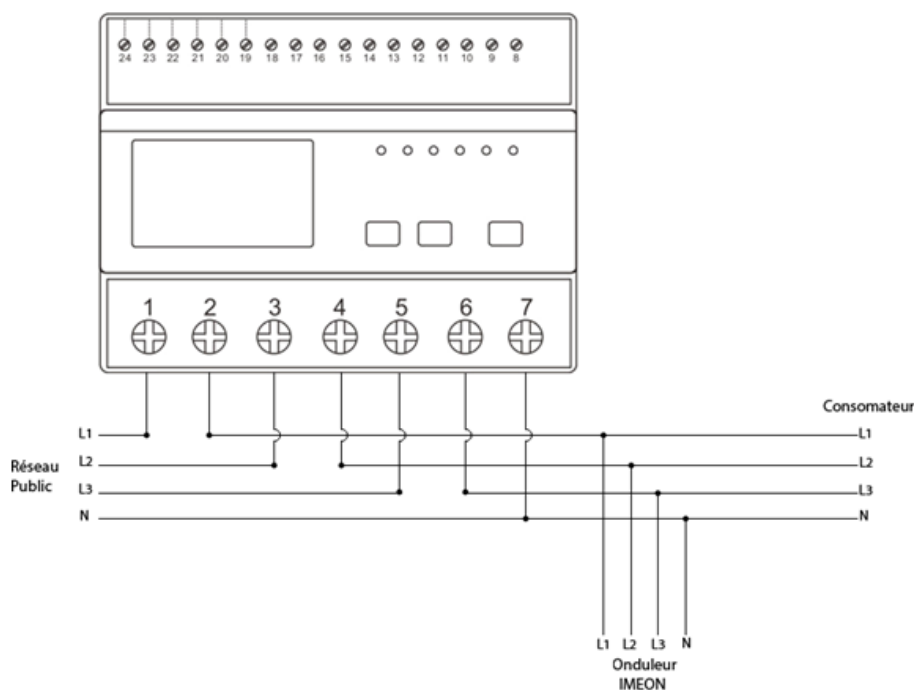 24 23 22 21 20 19 18 17 16 15 14 13 12 11 10 9 8
1 2 3 4 5 6 7
Consomateur
L1 L1
Réseau
Public
L2 L2
L3 L3
N N
L1 L2 L3 N
Onduleur
IMEON